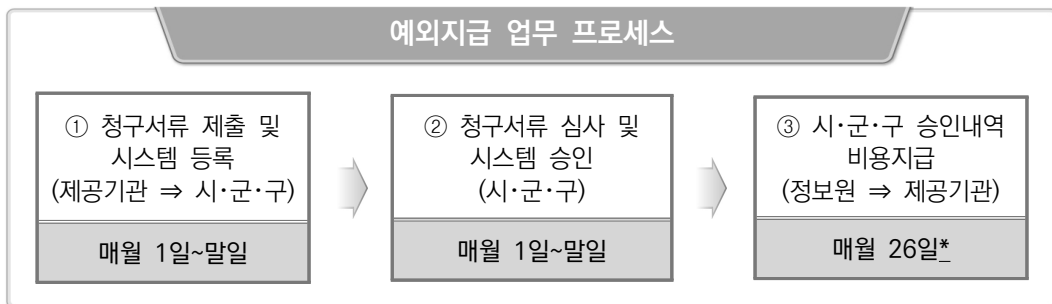 예외지급 업무 프로세스
① 청구서류 제출 및
시스템 등록
(제공기관 ⇒ 시·군·구)
매월 1일~말일
② 청구서류 심사 및
시스템 승인
(시·군·구)
매월 1일~말일
③ 시·군·구 승인내역
비용지급
(정보원 ⇒ 제공기관)
매월 26일*